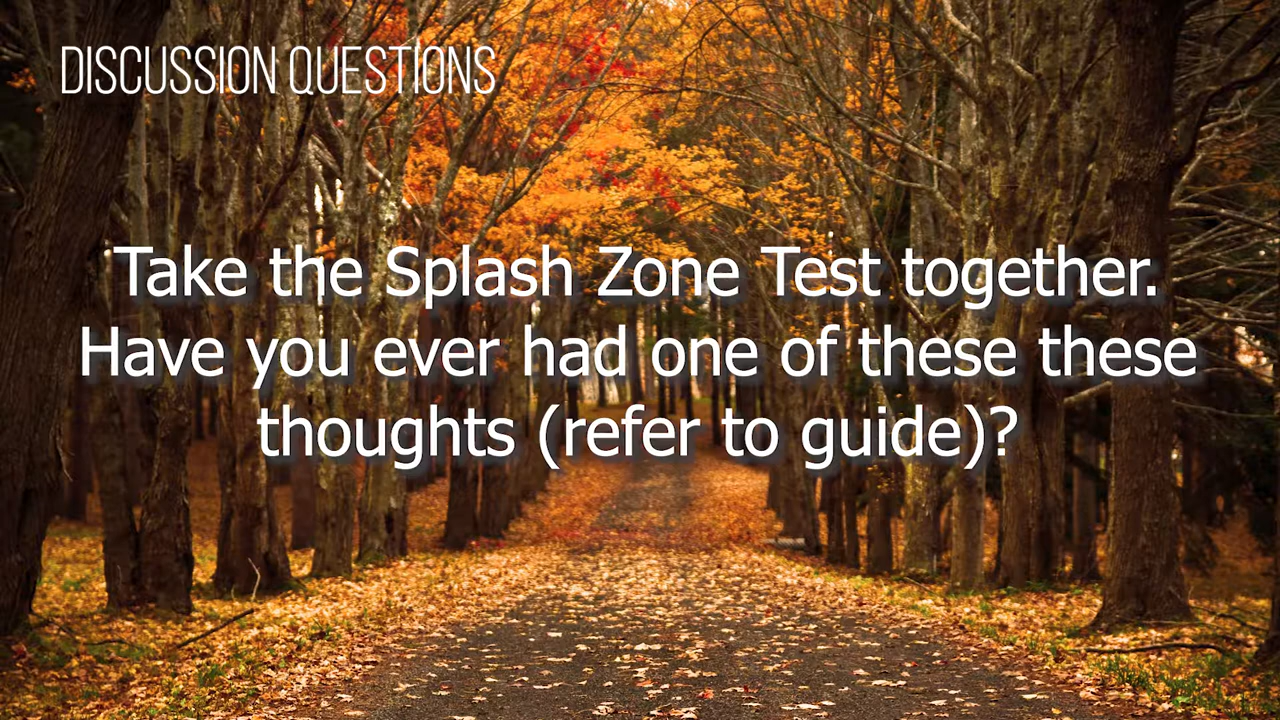 DISCUSSION QUESTIONS
Take the Splash Zone Test together.
Have you ever had one of these these
thoughts (refer to guide)?